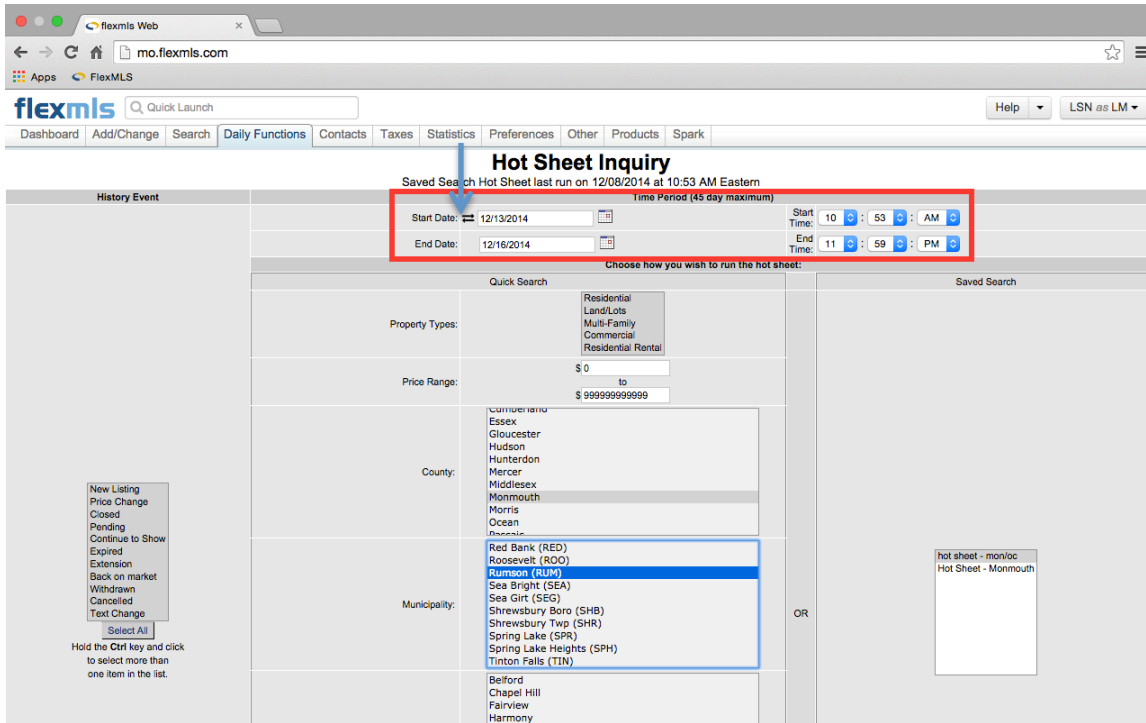 flexmls Web
mo.flexmls.com
Apps FlexMLS
flexmls Quick Launch Help LSN as LM
Dashboard Add/Change Search Daily Functions Contacts Taxes Statistics Preferences Other Products Spark
Hot Sheet Inquiry
Saved Search Hot Sheet last run on 12/08/2014 at 10:53 AM Eastern
History Event Time Period (45 day maximum)
Start Date: 12/13/2014 Start Time: 10 : 53 : AM
End Date: 12/16/2014 End Time: 11 : 59 : PM
Choose how you wish to run the hot sheet:
Quick Search Saved Search
Property Types:
Residential
Land/Lots
Multi-Family
Commercial
Residential Rental
Price Range:
$ 0
to
$ 999999999999
County:
Cumberland
Essex
Gloucester
Hudson
Hunterdon
Mercer
Middlesex
Monmouth
Morris
Ocean
Passaic
Municipality:
Red Bank (RED)
Roosevelt (ROO)
Rumson (RUM)
Sea Bright (SEA)
Sea Girt (SEG)
Shrewsbury Boro (SHB)
Shrewsbury Twp (SHR)
Spring Lake (SPR)
Spring Lake Heights (SPH)
Tinton Falls (TIN)
Belford
Chapel Hill
Fairview
Harmony
New Listing
Price Change
Closed
Pending
Continue to Show
Expired
Extension
Back on market
Withdrawn
Cancelled
Text Change
Select All
Hold the Ctrl key and click
to select more than
one item in the list.
OR
hot sheet - mon/oc
Hot Sheet - Monmouth